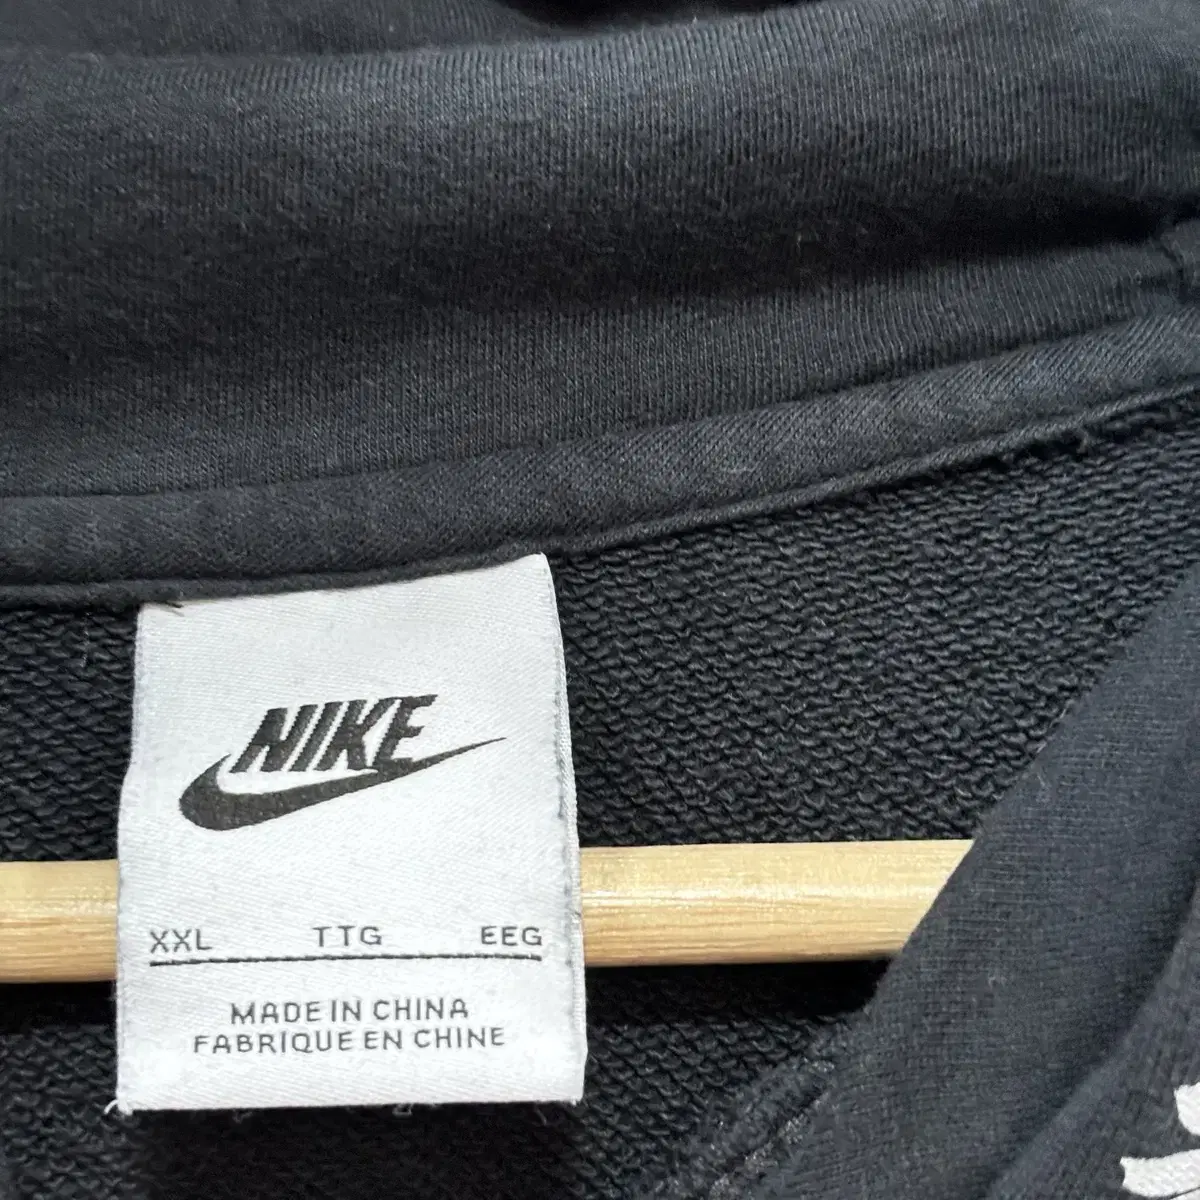 NIKE
XXL TTG EEG
MADE IN CHINA
FABRIQUE EN CHINE